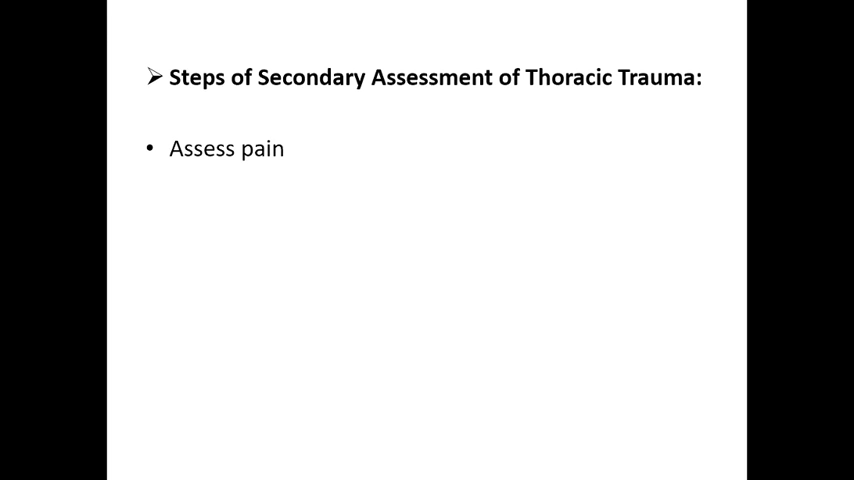 ➢ Steps of Secondary Assessment of Thoracic Trauma:
• Assess pain